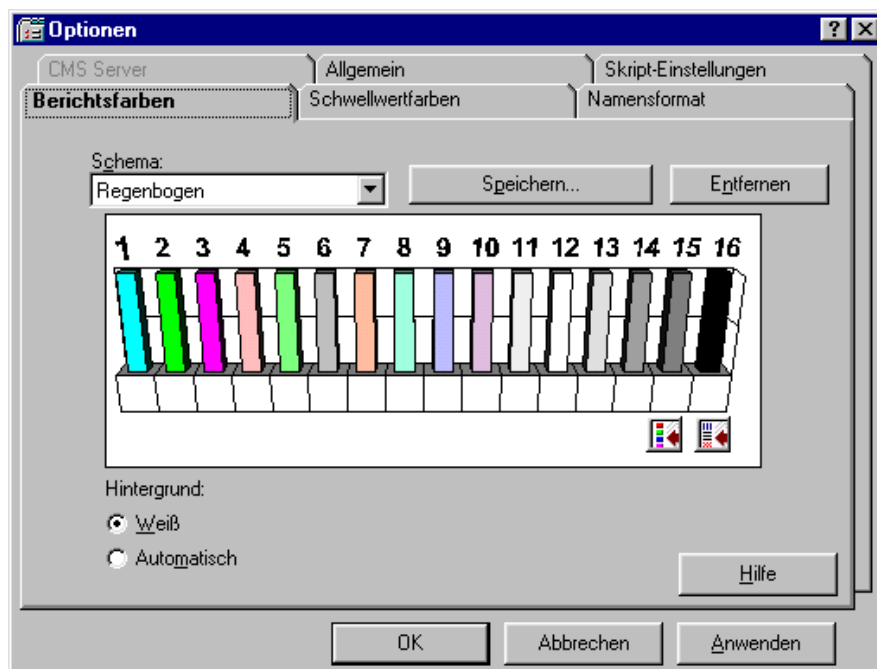 Optionen
CMS Server Allgemein Skript-Einstellungen
Berichtsfarben Schwellwertfarben Namensformat
Schema:
Regenbogen Speichern... Entfernen
1 2 3 4 5 6 7 8 9 10 11 12 13 14 15 16
Hintergrund:
Weiß
Automatisch
Hilfe
OK Abbrechen Anwenden